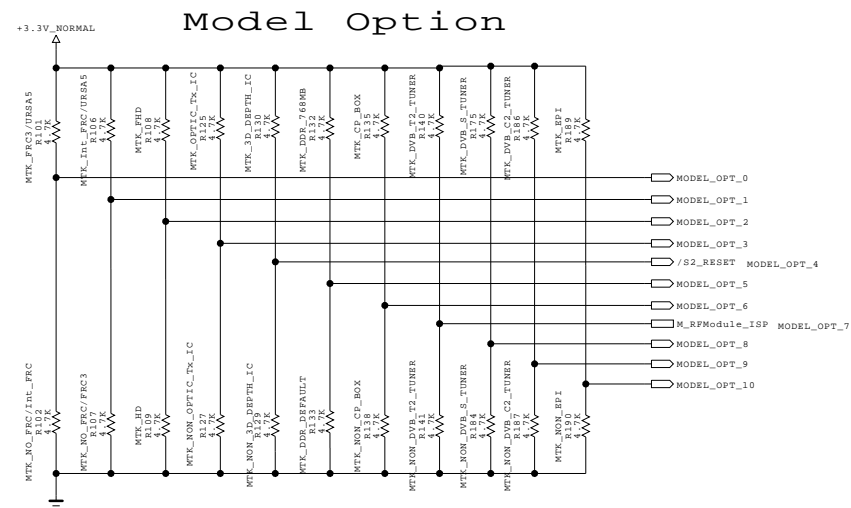 Model Option
+3.3V_NORMAL
MTK_FRC3/URSA5
R101
4.7K
MTK_Int_FRC/URSA5
R106
4.7K
MTK_FHD
R108
4.7K
MTK_OPTIC_Tx_IC
R125
4.7K
MTK_3D_DEPTH_IC
R130
4.7K
MTK_DDR_768MB
R132
4.7K
MTK_CP_BOX
R135
4.7K
MTK_DVB_T2_TUNER
R140
4.7K
MTK_DVB_S_TUNER
R175
4.7K
MTK_DVB_C2_TUNER
R186
4.7K
MTK_EPI
R189
4.7K
MODEL_OPT_0
MODEL_OPT_1
MODEL_OPT_2
MODEL_OPT_3
/S2_RESET MODEL_OPT_4
MODEL_OPT_5
MODEL_OPT_6
M_RFModule_ISP MODEL_OPT_7
MODEL_OPT_8
MODEL_OPT_9
MODEL_OPT_10
MTK_NO_FRC/Int_FRC
R102
4.7K
MTK_NO_FRC/FRC3
R107
4.7K
MTK_HD
R109
4.7K
MTK_NON_OPTIC_Tx_IC
R127
4.7K
MTK_NON_3D_DEPTH_IC
R129
4.7K
MTK_DDR_DEFAULT
R133
4.7K
MTK_NON_CP_BOX
R138
4.7K
MTK_NON_DVB_T2_TUNER
R141
4.7K
MTK_NON_DVB_S_TUNER
R184
4.7K
MTK_NON_DVB_C2_TUNER
R187
4.7K
MTK_NON_EPI
R190
4.7K